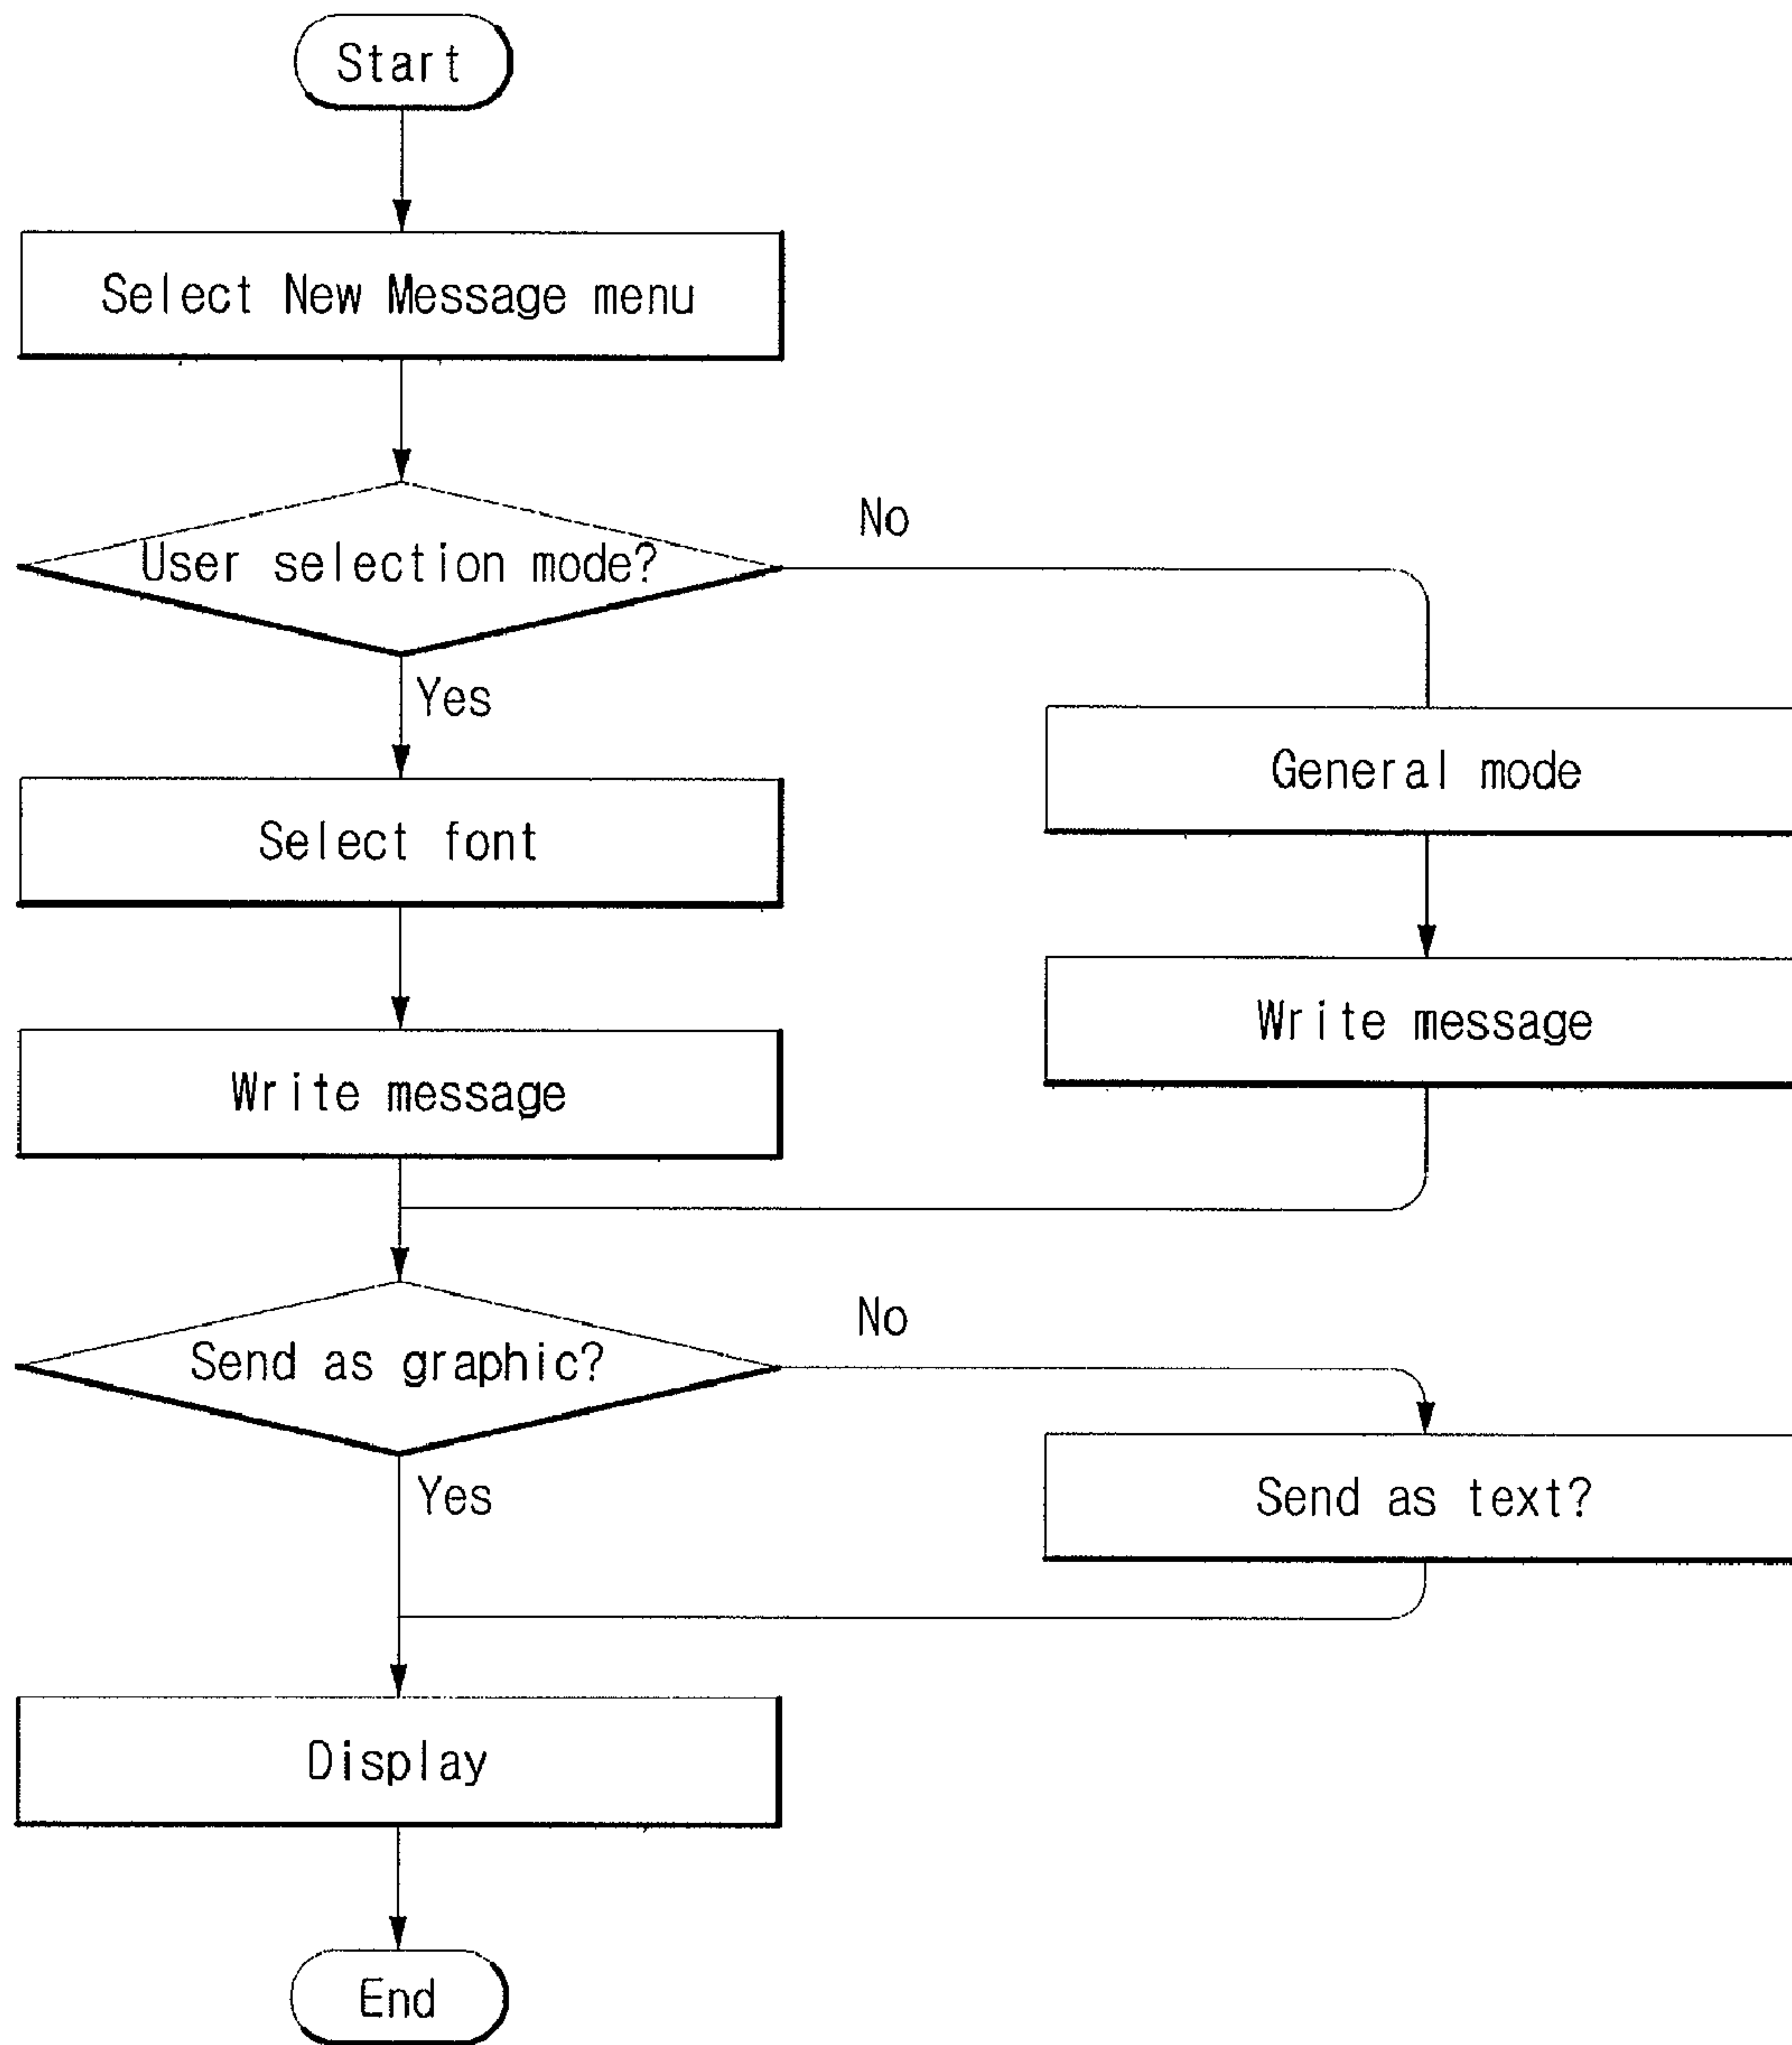 Start
Select New Message menu
User selection mode?
No
Yes
General mode
Select font
Write message
Write message
Send as graphic?
No
Yes
Send as text?
Display
End